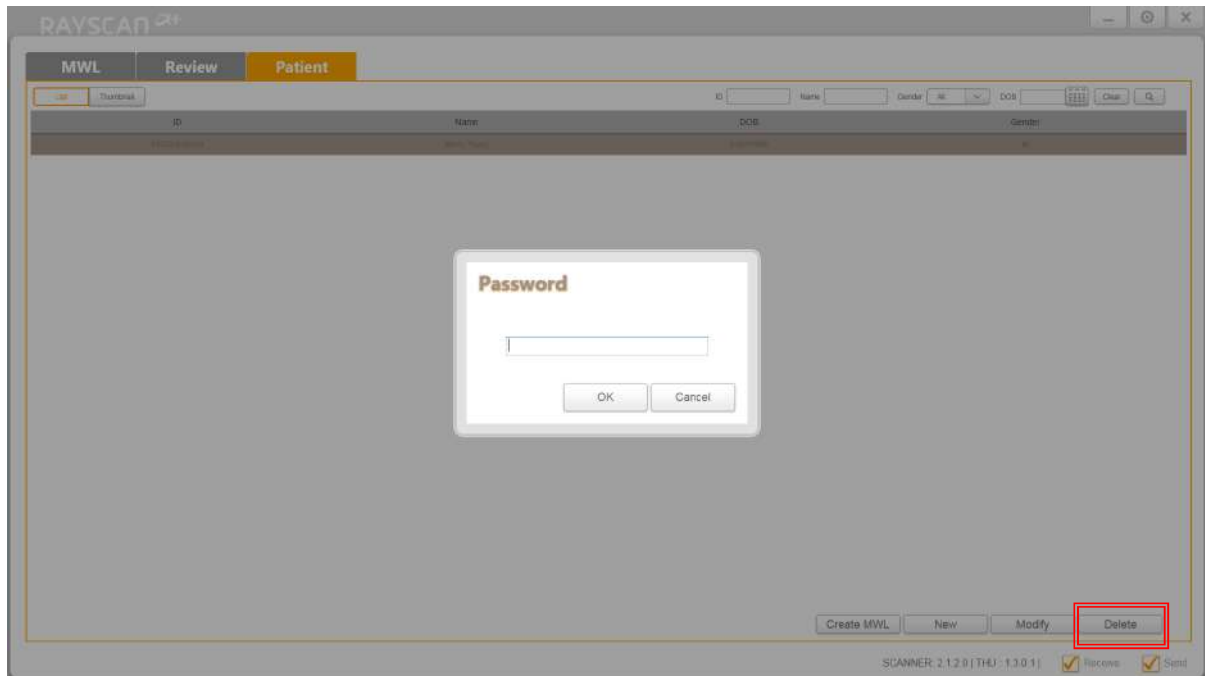 RAYSCAN α+
MWL Review Patient
List Thumbnail ID Name Gender All DOB Clear
ID Name DOB Gender
Password
OK Cancel
Create MWL New Modify Delete
SCANNER: 2.1.2.0 | THU : 1.3.0.1 | Receive Send